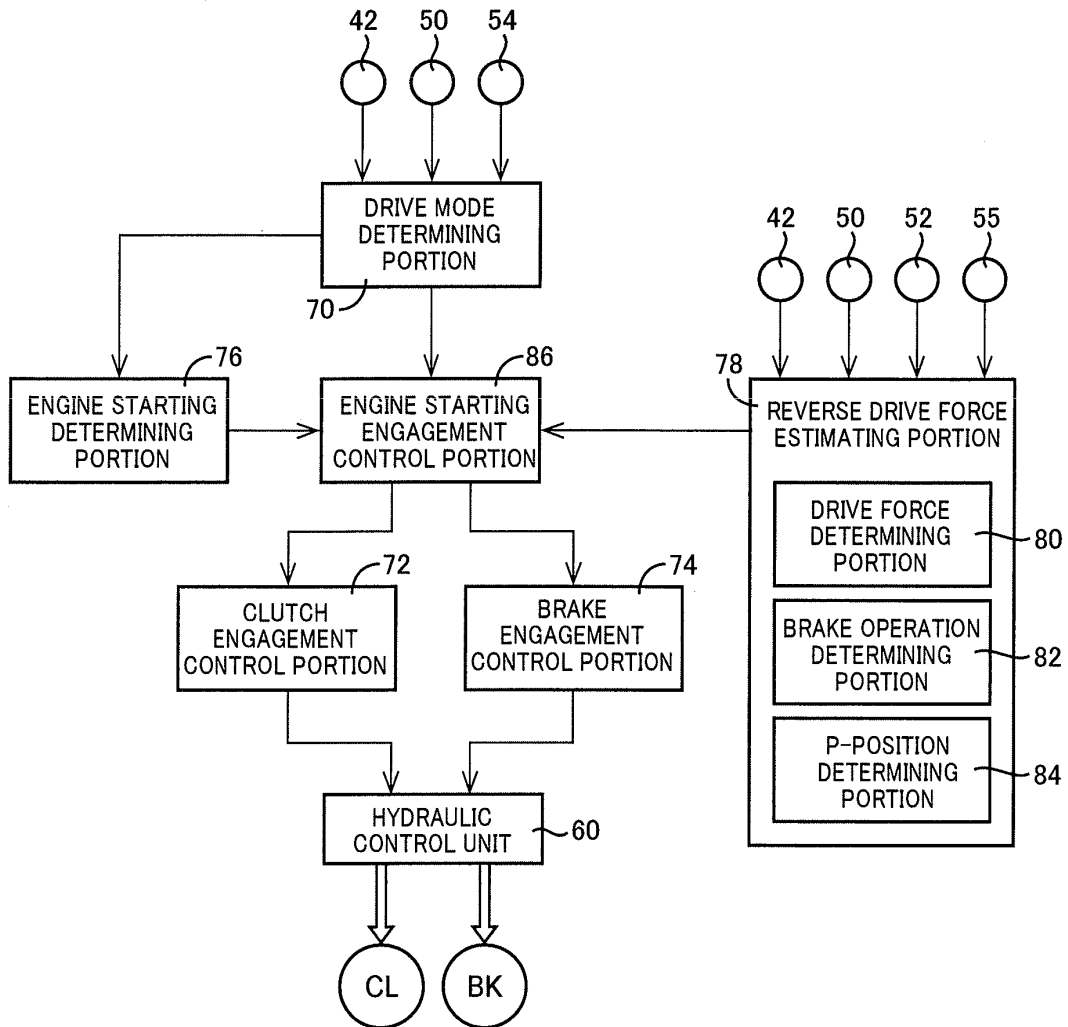 42
50
54
DRIVE MODE
DETERMINING
PORTION
70
42
50
52
55
76
86
78
ENGINE STARTING
DETERMINING
PORTION
ENGINE STARTING
ENGAGEMENT
CONTROL PORTION
REVERSE DRIVE FORCE
ESTIMATING PORTION
DRIVE FORCE
DETERMINING
PORTION
80
72
74
CLUTCH
ENGAGEMENT
CONTROL PORTION
BRAKE
ENGAGEMENT
CONTROL PORTION
BRAKE OPERATION
DETERMINING
PORTION
82
P-POSITION
DETERMINING
PORTION
84
HYDRAULIC
CONTROL UNIT
60
CL
BK